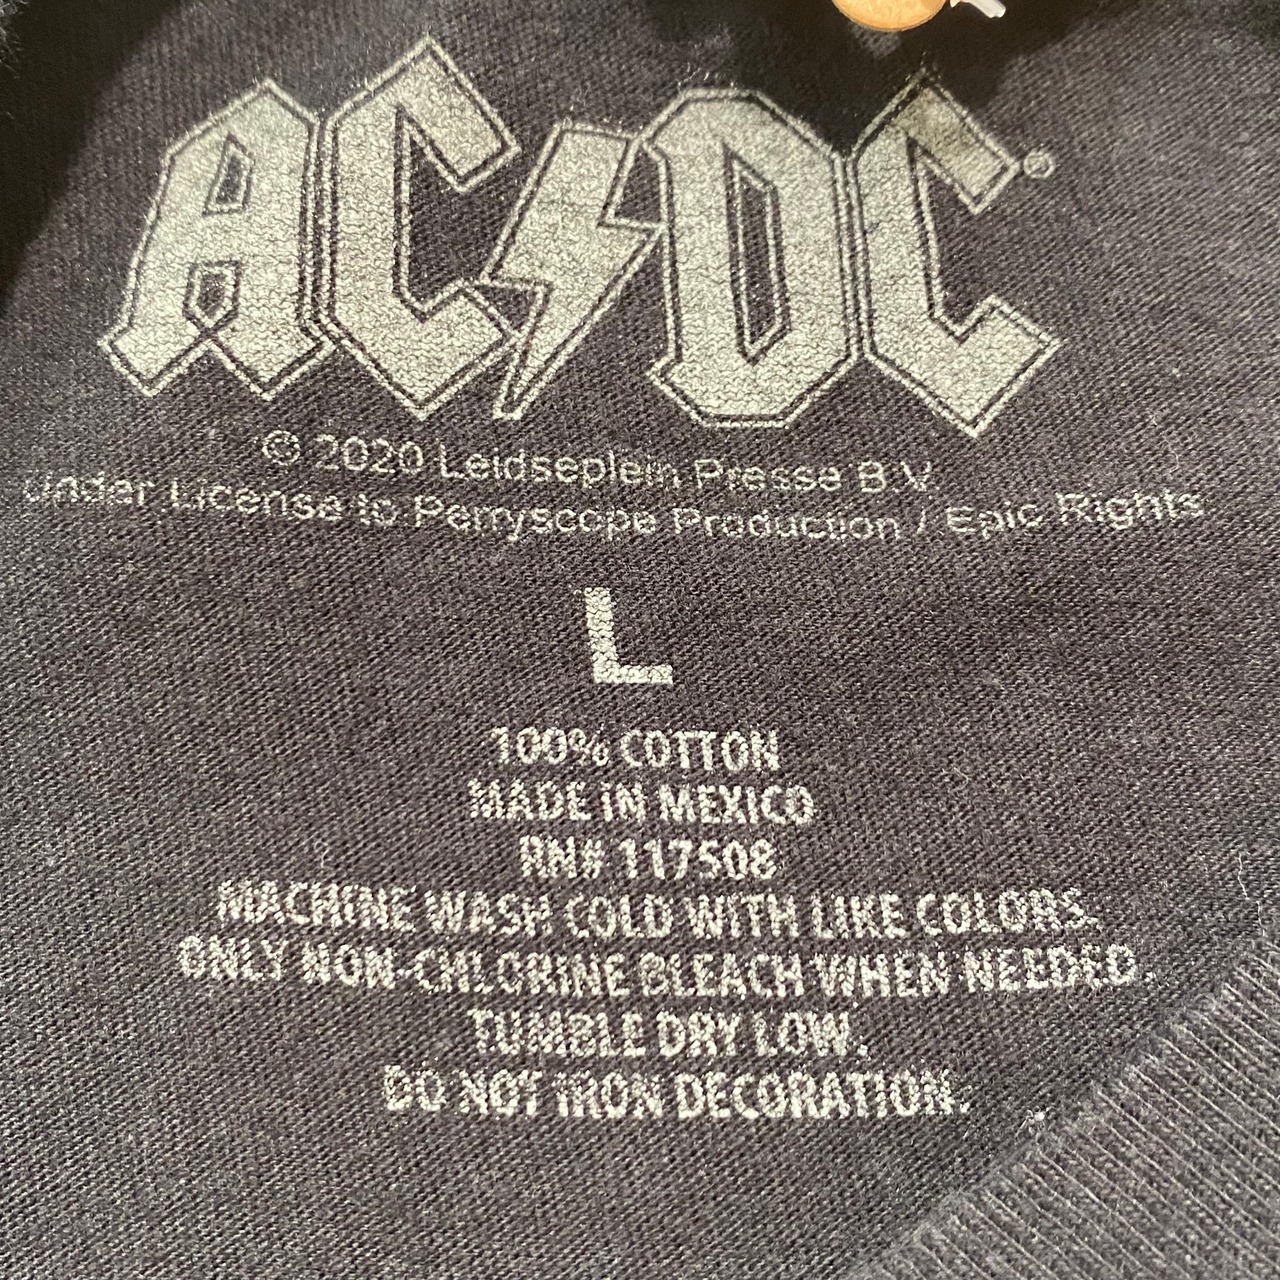 AC⚡DC®
© 2020 Leidseplein Presse B.V.
Under License to Perryscope Production / Epic Rights
L
100% COTTON
MADE IN MEXICO
RN# 117508
MACHINE WASH COLD WITH LIKE COLORS.
ONLY NON-CHLORINE BLEACH WHEN NEEDED.
TUMBLE DRY LOW.
DO NOT IRON DECORATION.